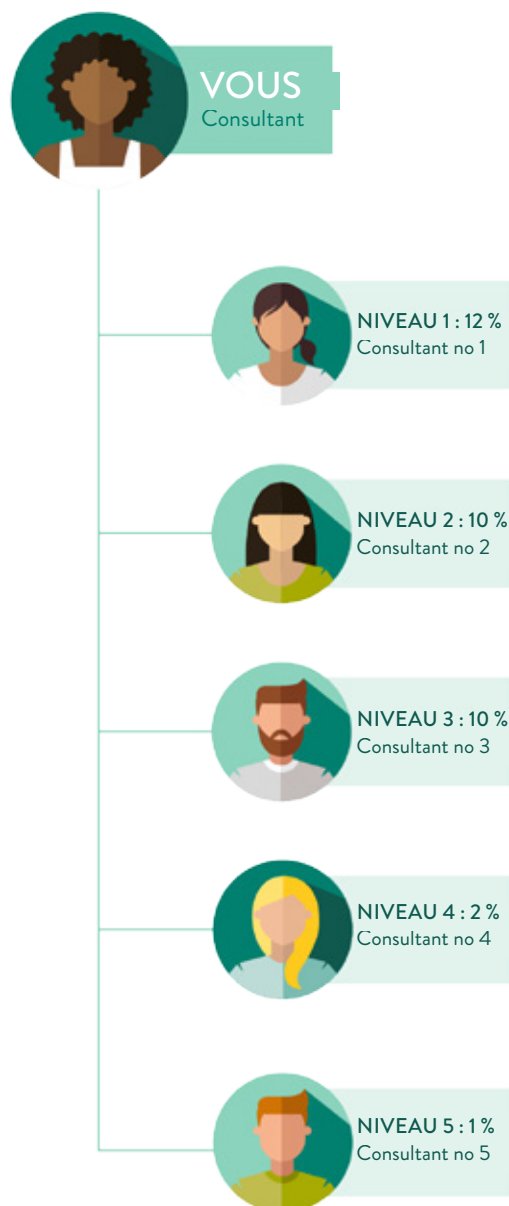 VOUS
Consultant
NIVEAU 1 : 12 %
Consultant no 1
NIVEAU 2 : 10 %
Consultant no 2
NIVEAU 3 : 10 %
Consultant no 3
NIVEAU 4 : 2 %
Consultant no 4
NIVEAU 5 : 1 %
Consultant no 5